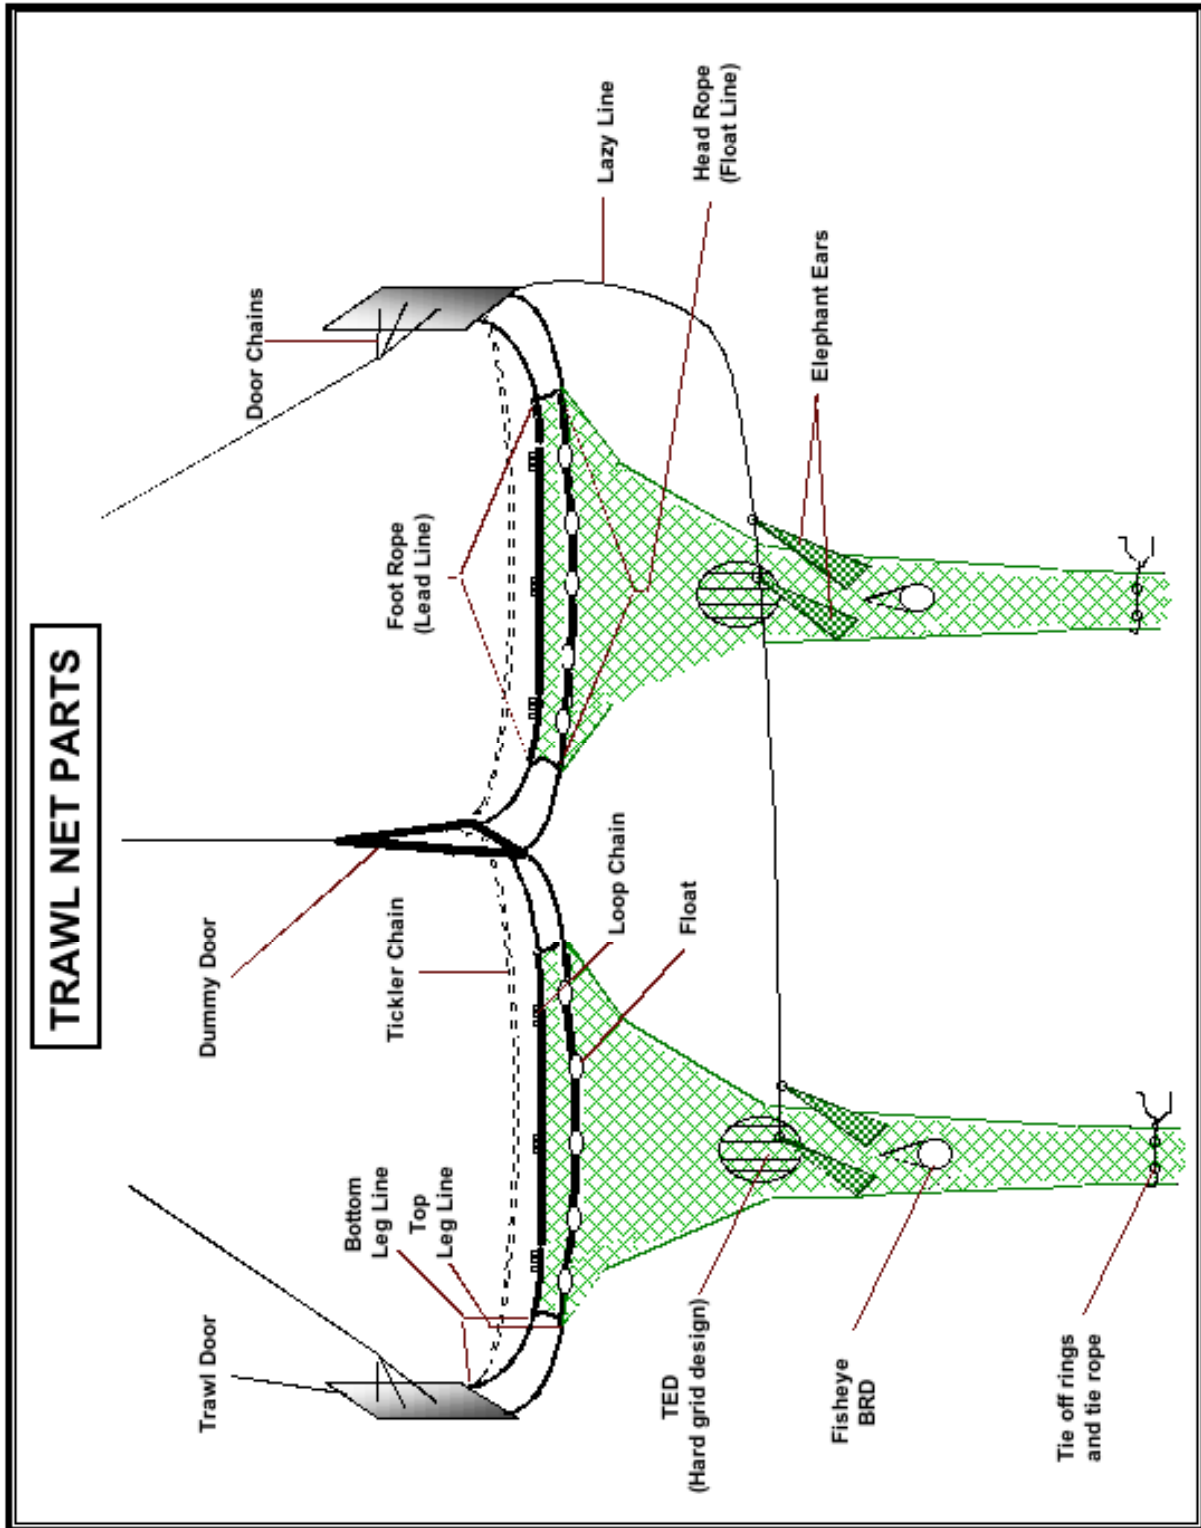 TRAWL NET PARTS
Trawl Door
Dummy Door
Door Chains
Bottom
Leg Line
Top
Leg Line
Tickler Chain
Foot Rope
(Lead Line)
Lazy Line
Loop Chain
Float
Head Rope
(Float Line)
TED
(Hard grid design)
Elephant Ears
Fisheye
BRD
Tie off rings
and tie rope